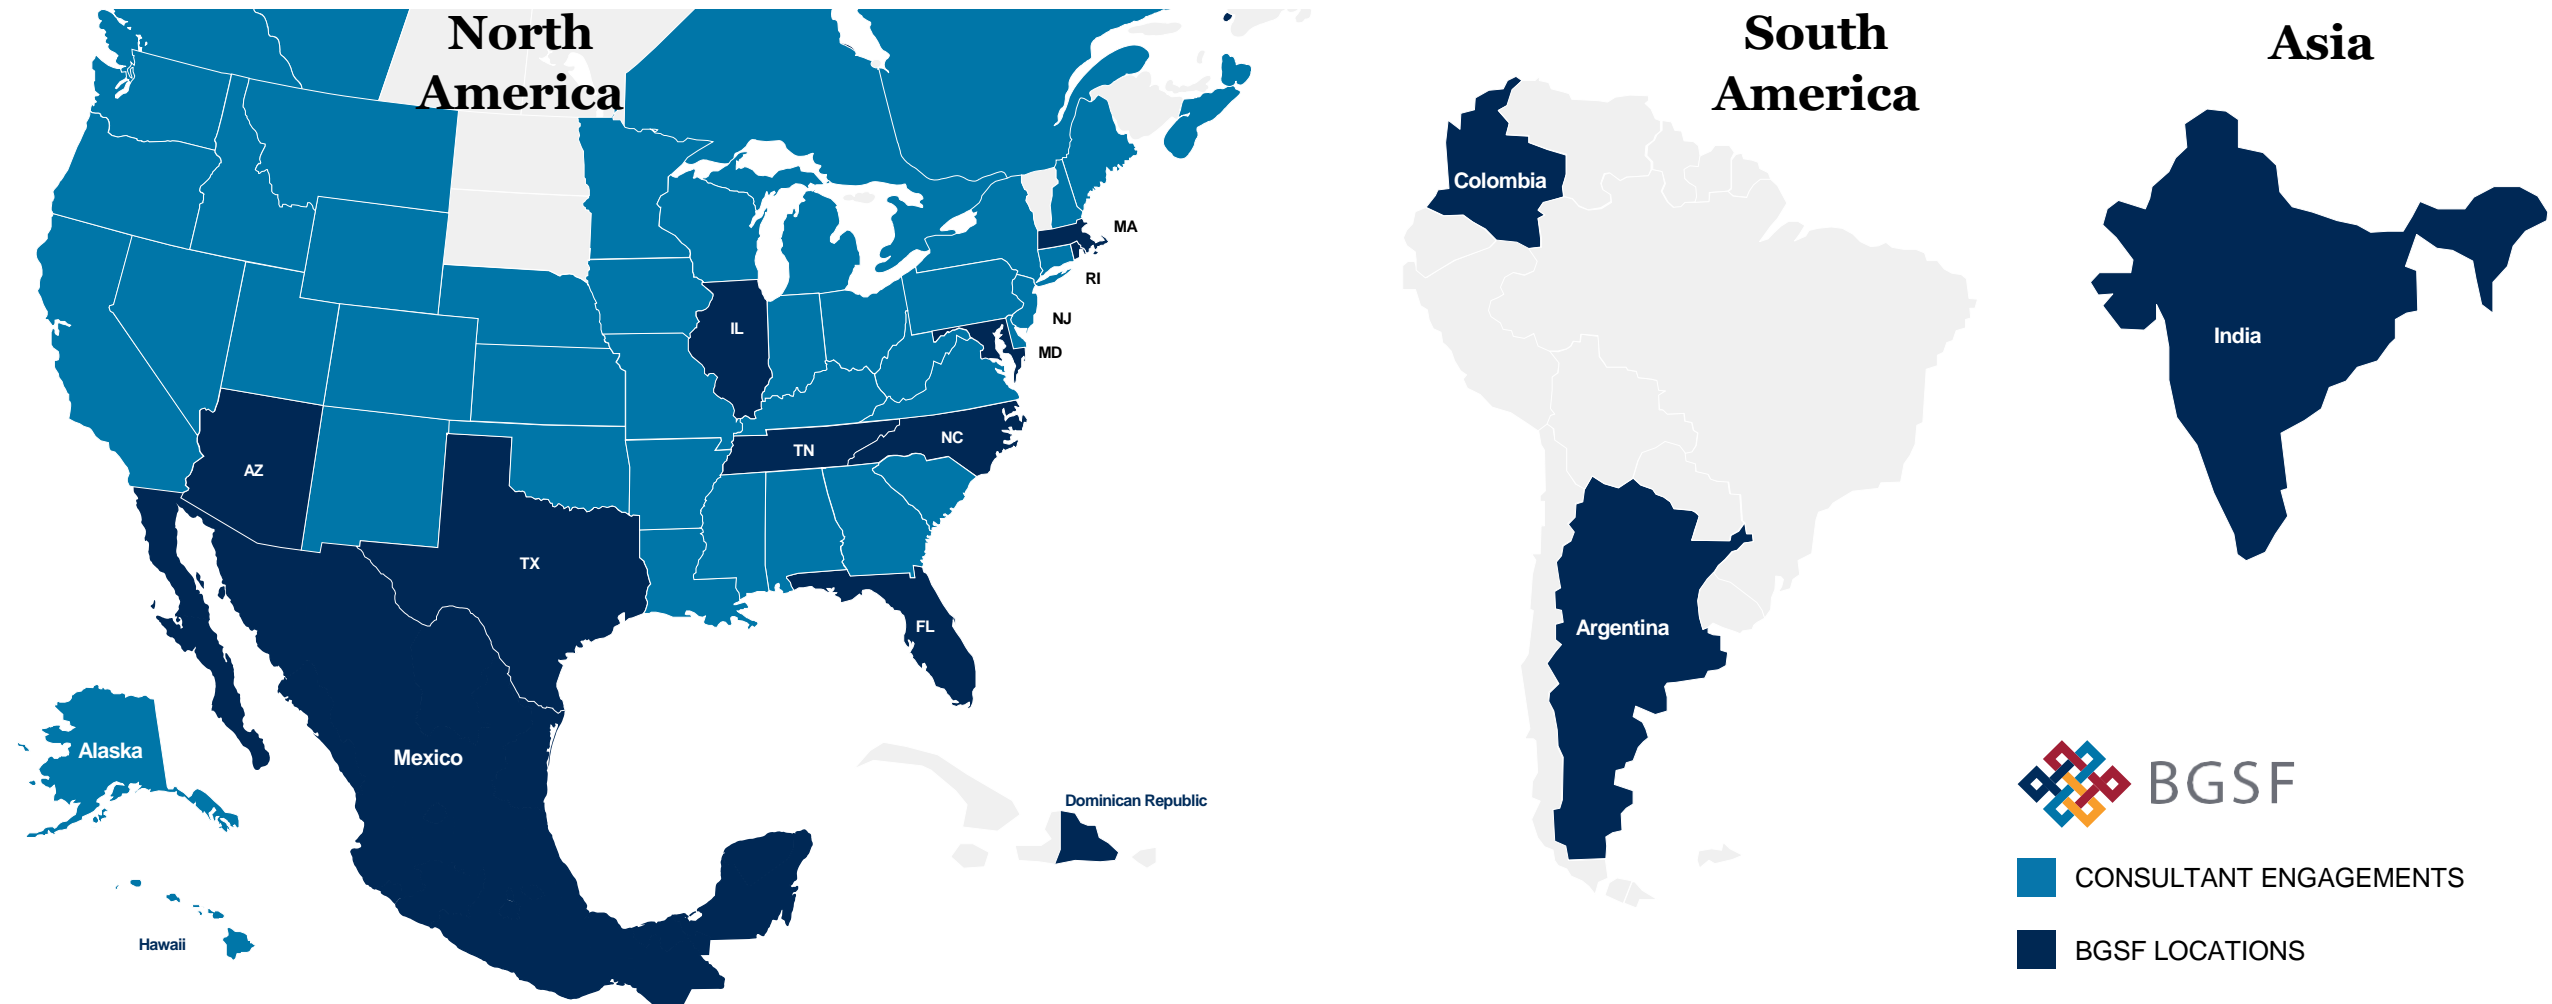 North
America
South
America
Asia
MA
RI
NJ
MD
IL
TN
NC
AZ
TX
FL
Mexico
Alaska
Hawaii
Dominican Republic
Colombia
Argentina
India
BGSF
CONSULTANT ENGAGEMENTS
BGSF LOCATIONS